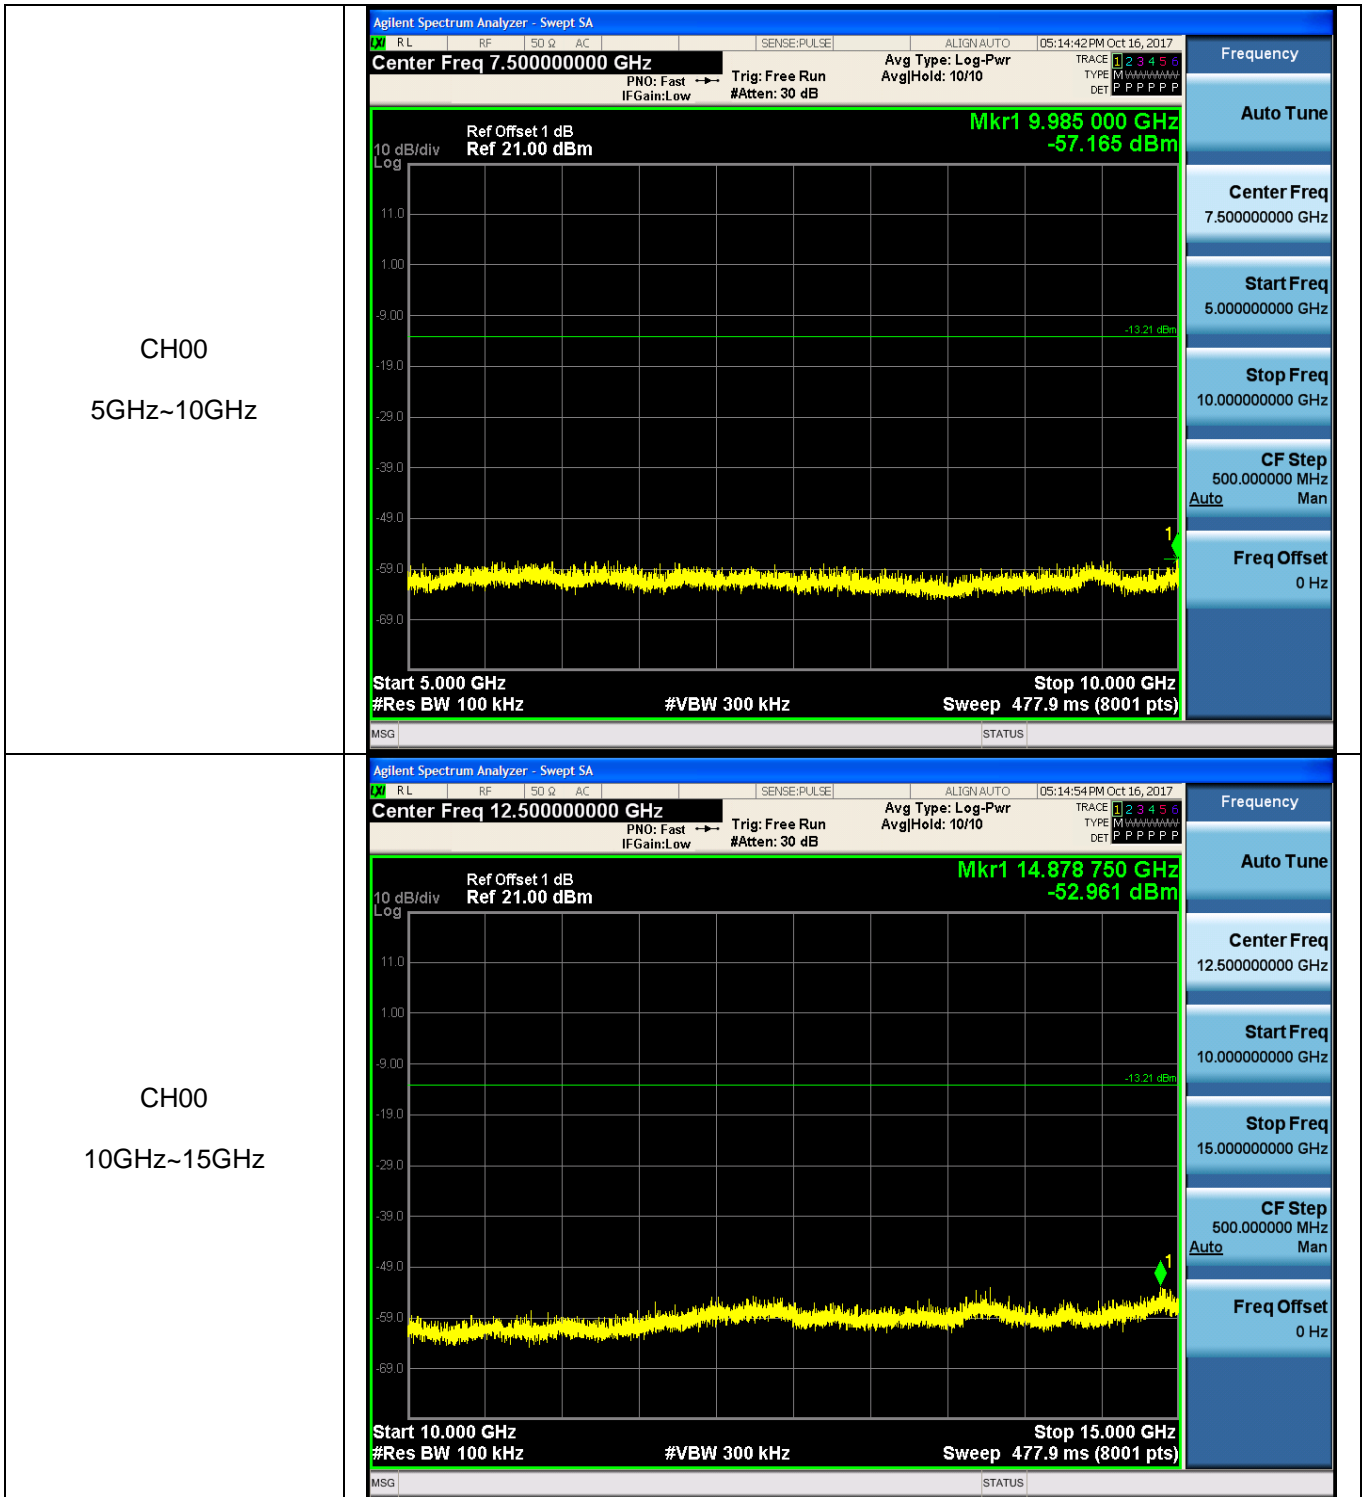 CH00
5GHz~10GHz
Agilent Spectrum Analyzer - Swept SA
LXI RL RF 50 Ω AC SENSE:PULSE ALIGN AUTO 05:14:42 PM Oct 16, 2017
Center Freq 7.500000000 GHz
PNO: Fast
IFGain:Low
Trig: Free Run
#Atten: 30 dB
Avg Type: Log-Pwr
Avg|Hold: 10/10
TRACE 1 2 3 4 5 6
TYPE M WWWWW
DET P P P P P P
Mkr1 9.985 000 GHz
-57.165 dBm
Ref Offset 1 dB
10 dB/div Ref 21.00 dBm
Log
11.0
1.00
-9.00
-13.21 dBm
-19.0
-29.0
-39.0
-49.0
1
-59.0
-69.0
Start 5.000 GHz Stop 10.000 GHz
#Res BW 100 kHz #VBW 300 kHz Sweep 477.9 ms (8001 pts)
MSG STATUS
Frequency
Auto Tune
Center Freq
7.500000000 GHz
Start Freq
5.000000000 GHz
Stop Freq
10.000000000 GHz
CF Step
500.000000 MHz
Auto Man
Freq Offset
0 Hz
CH00
10GHz~15GHz
Agilent Spectrum Analyzer - Swept SA
LXI RL RF 50 Ω AC SENSE:PULSE ALIGN AUTO 05:14:54 PM Oct 16, 2017
Center Freq 12.500000000 GHz
PNO: Fast
IFGain:Low
Trig: Free Run
#Atten: 30 dB
Avg Type: Log-Pwr
Avg|Hold: 10/10
TRACE 1 2 3 4 5 6
TYPE M WWWWW
DET P P P P P P
Mkr1 14.878 750 GHz
-52.961 dBm
Ref Offset 1 dB
10 dB/div Ref 21.00 dBm
Log
11.0
1.00
-9.00
-13.21 dBm
-19.0
-29.0
-39.0
-49.0
1
-59.0
-69.0
Start 10.000 GHz Stop 15.000 GHz
#Res BW 100 kHz #VBW 300 kHz Sweep 477.9 ms (8001 pts)
MSG STATUS
Frequency
Auto Tune
Center Freq
12.500000000 GHz
Start Freq
10.000000000 GHz
Stop Freq
15.000000000 GHz
CF Step
500.000000 MHz
Auto Man
Freq Offset
0 Hz